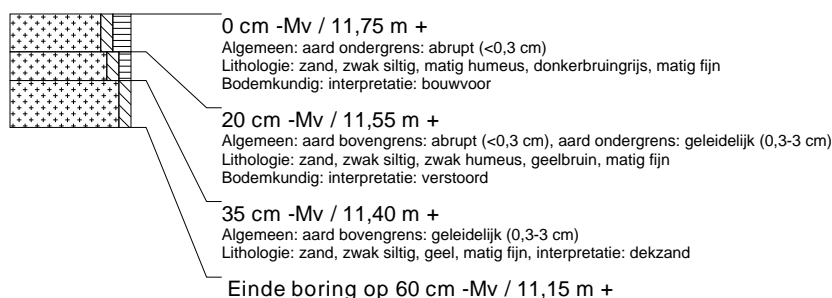 0 cm -Mv / 11,75 m +
Algemeen: aard ondergrens: abrupt (<0,3 cm)
Lithologie: zand, zwak siltig, matig humeus, donkerbruingrijs, matig fijn
Bodemkundig: interpretatie: bouwvoor
20 cm -Mv / 11,55 m +
Algemeen: aard bovengrens: abrupt (<0,3 cm), aard ondergrens: geleidelijk (0,3-3 cm)
Lithologie: zand, zwak siltig, zwak humeus, geelbruin, matig fijn
Bodemkundig: interpretatie: verstoord
35 cm -Mv / 11,40 m +
Algemeen: aard bovengrens: geleidelijk (0,3-3 cm)
Lithologie: zand, zwak siltig, geel, matig fijn, interpretatie: dekzand
Einde boring op 60 cm -Mv / 11,15 m +